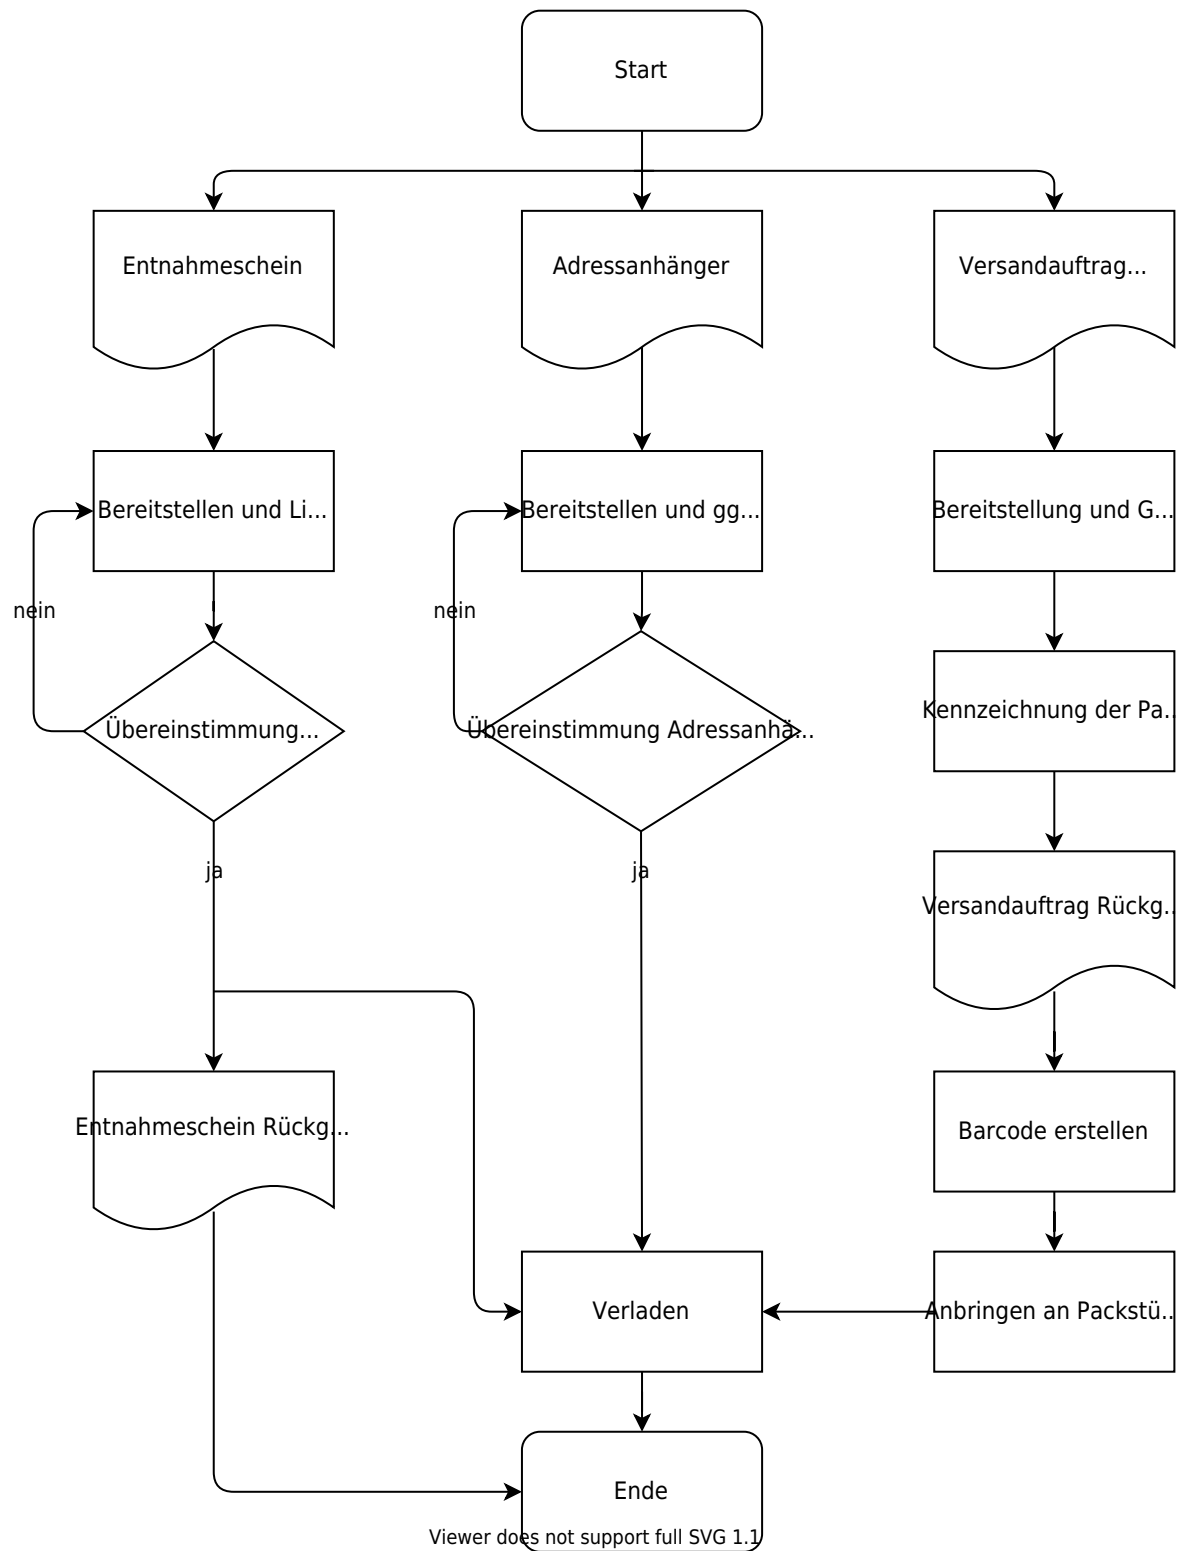 Start
Entnahmeschein
Adressanhänger
Versandauftrag...
Bereitstellen und Li...
Bereitstellen und gg...
Bereitstellung und G...
nein
nein
Übereinstimmung...
Übereinstimmung Adressanhä...
Kennzeichnung der Pa...
ja
ja
Versandauftrag Rückg...
Entnahmeschein Rückg...
Barcode erstellen
Verladen
Anbringen an Packstü...
Ende
Viewer does not support full SVG 1.1